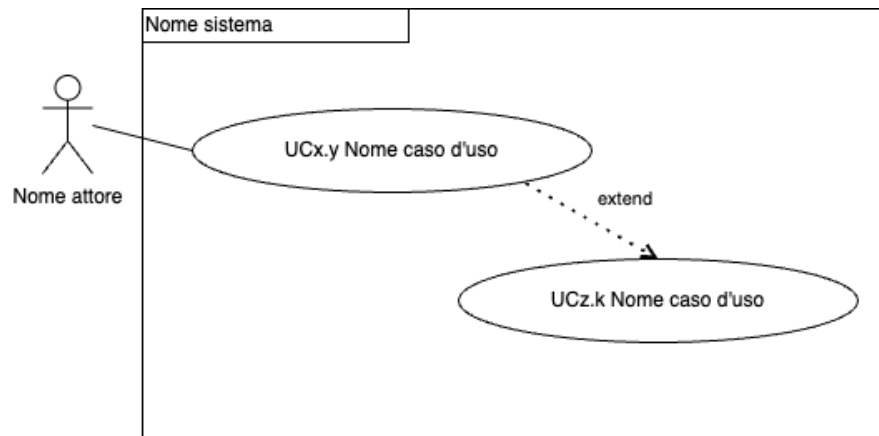 Nome sistema
UCx.y Nome caso d'uso
Nome attore
extend
UCz.k Nome caso d'uso